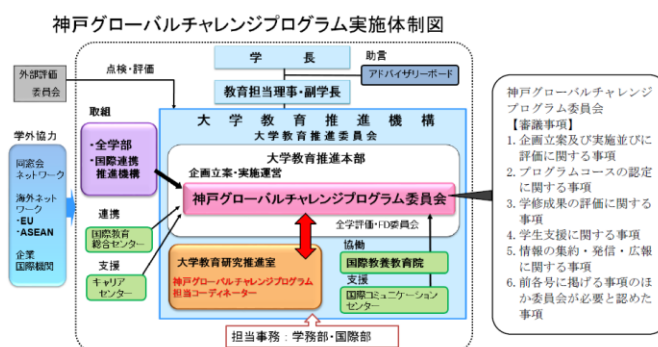 神戸グローバルチャレンジプログラム実施体制図
学 長
助言
アドバイザリーボード
教育担当理事・副学長
外部評価
委員会
点検・評価
大 学 教 育 推 進 機 構
大学教育推進委員会
取組
・全学部
・国際連携
推進機構
大学教育推進本部
企画立案・実施運営
神戸グローバルチャレンジプログラム委員会
全学評価・FD委員会
学外協力
同窓会
ネットワーク
海外ネット
ワーク
・EU
・ASEAN
企業
国際機関
連携
国際教育
総合センター
支援
キャリア
センター
大学教育研究推進室
神戸グローバルチャレンジプログラム
担当コーディネーター
協働
国際教養教育院
支援
国際コミュニケーション
センター
担当事務：学務部・国際部
神戸グローバルチャレンジ
プログラム委員会
【審議事項】
1. 企画立案及び実施並びに
評価に関する事項
2. プログラムコースの認定
に関する事項
3. 学修成果の評価に関する
事項
4. 学生支援に関する事項
5. 情報の集約・発信・広報
に関する事項
6. 前各号に掲げる事項のほ
か委員会が必要と認めた
事項